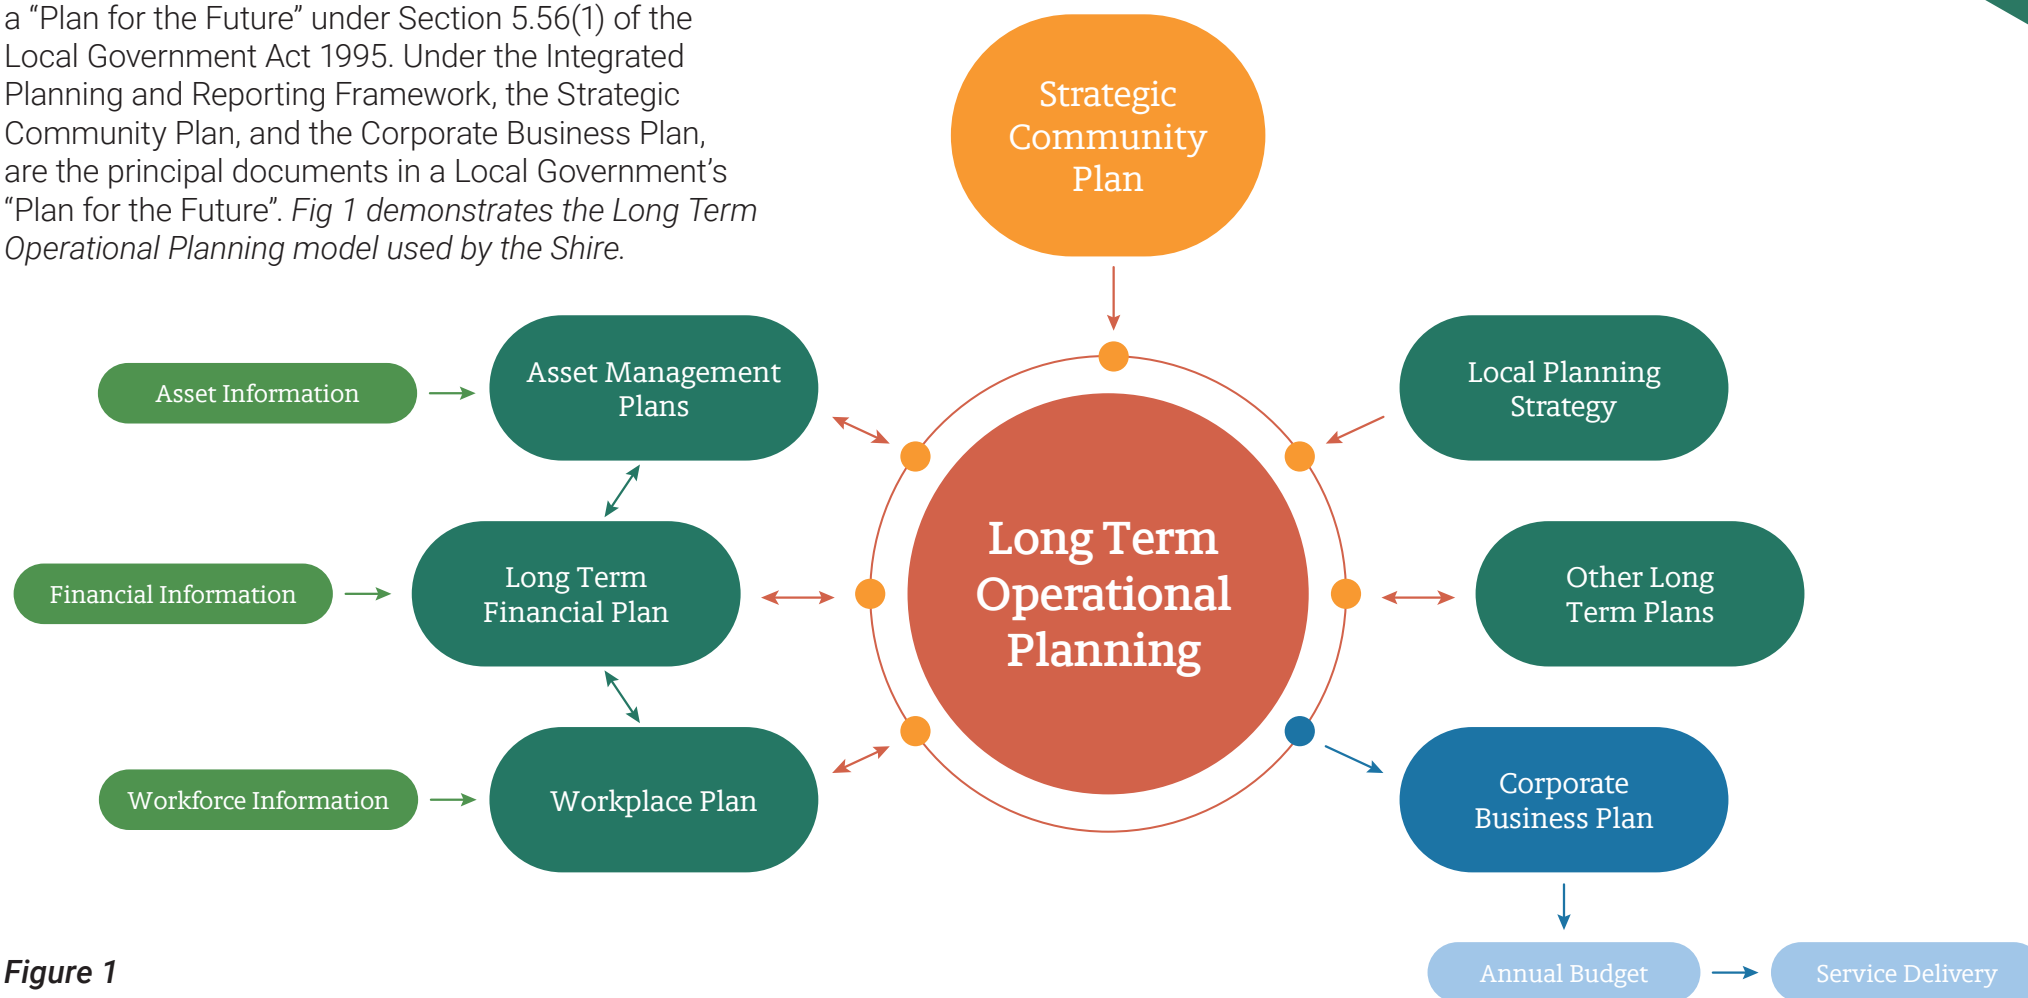 a “Plan for the Future” under Section 5.56(1) of the
Local Government Act 1995. Under the Integrated
Planning and Reporting Framework, the Strategic
Community Plan, and the Corporate Business Plan,
are the principal documents in a Local Government’s
“Plan for the Future”. Fig 1 demonstrates the Long Term
Operational Planning model used by the Shire.
Strategic
Community
Plan
Asset Information
Asset Management
Plans
Local Planning
Strategy
Financial Information
Long Term
Financial Plan
Long Term
Operational
Planning
Other Long
Term Plans
Workforce Information
Workplace Plan
Corporate
Business Plan
Annual Budget
Service Delivery
Figure 1